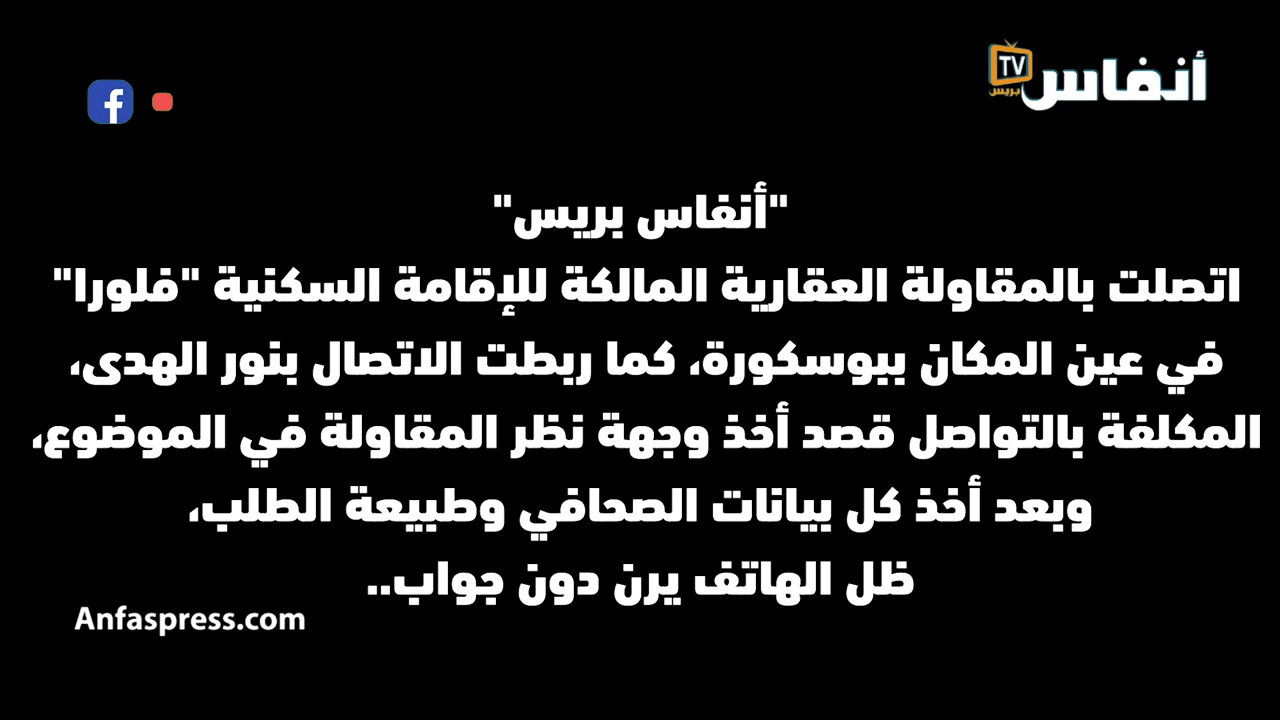 أنفاس
TV
بريس
"أنفاس بريس"
اتصلت بالمقاولة العقارية المالكة للإقامة السكنية "فلورا"
في عين المكان ببوسكورة، كما ربطت الاتصال بنور الهدى،
المكلفة بالتواصل قصد أخذ وجهة نظر المقاولة في الموضوع،
وبعد أخذ كل بيانات الصحافي وطبيعة الطلب،
ظل الهاتف يرن دون جواب..
Anfaspress.com